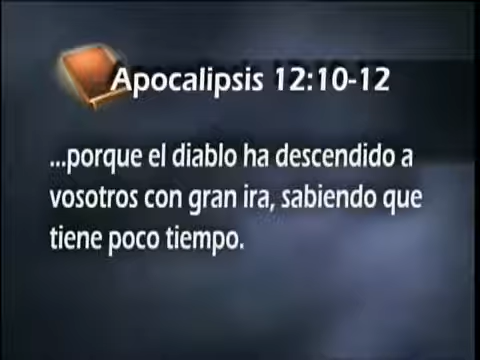 Apocalipsis 12:10-12
...porque el diablo ha descendido a
vosotros con gran ira, sabiendo que
tiene poco tiempo.